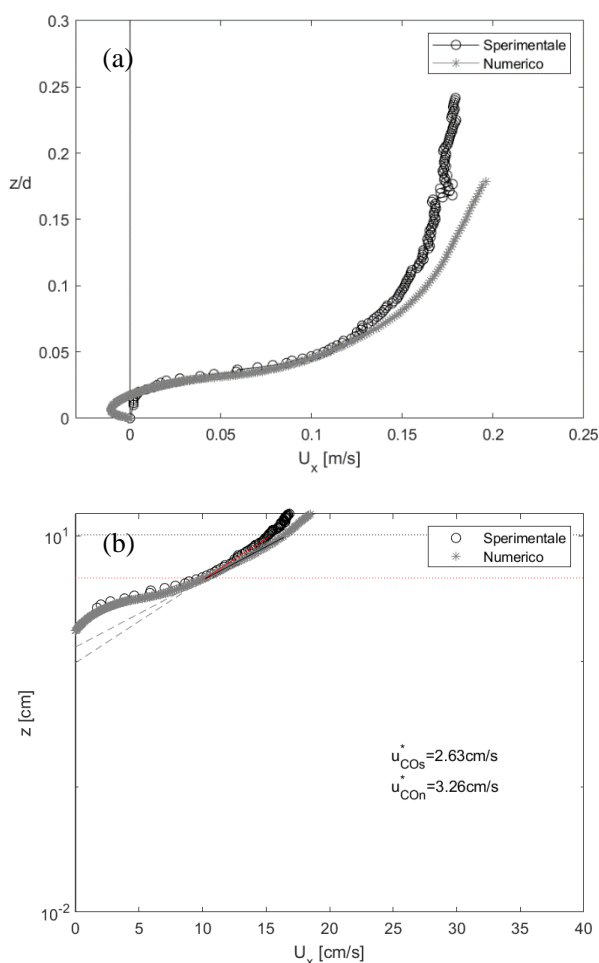 (a)
Sperimentale
Numerico
0.3
0.25
0.2
z/d
0.15
0.1
0.05
0
0 0.05 0.1 0.15 0.2 0.25
U_x [m/s]
(b)
Sperimentale
Numerico
10^1
z [cm]
u^*_{COs}=2.63cm/s
u^*_{COn}=3.26cm/s
10^-2
0 5 10 15 20 25 30 35 40
U_x [cm/s]